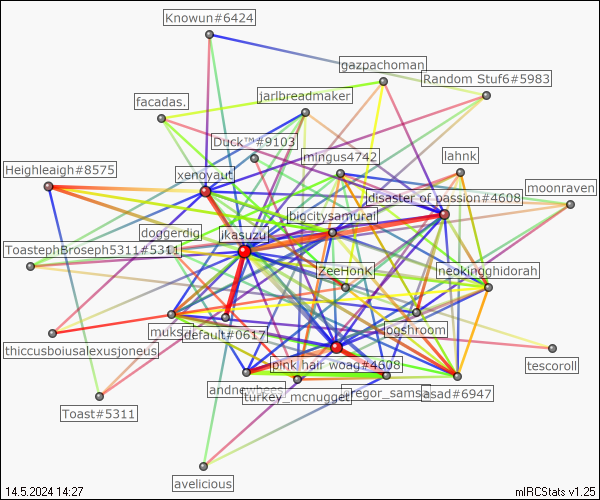 Knowun#6424
gazpachoman
Random Stuf6#5983
jarlbreadmaker
facadas.
Duck™#9103
mingus4742
lahnk
Heighleaigh#8575
xenoyaut
disaster of passion#4608
moonraven
bigcitysamurai
doggerdig
ikasuzu
ToastephBroseph5311#5311
ZeeHonk
neokingghidorah
muks
default#0617
ogshroom
thiccusboiusalexusjoneus
pink hair woag#4608
tescoroll
andnewbees
turkey_mcnugget
gregor_samsa
asad#6947
Toast#5311
avelicious
14.5.2024 14:27
mIRCStats v1.25